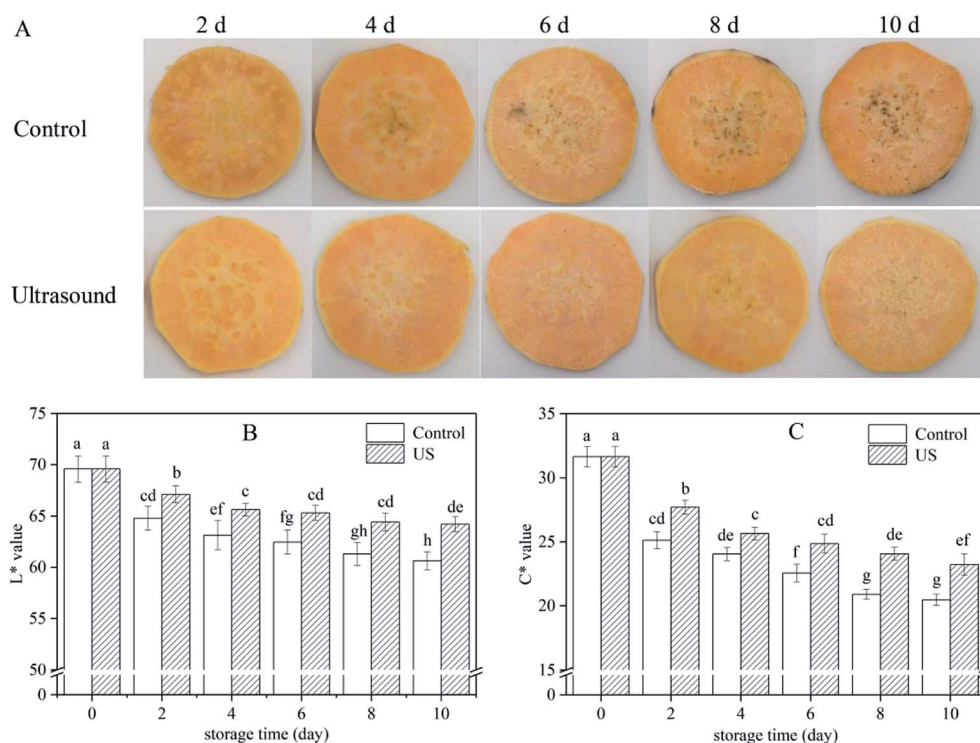 A
2 d 4 d 6 d 8 d 10 d
Control
Ultrasound
B
Control
US
L* value
75
70
65
60
55
50
0
a a cd b ef c fg cd gh cd h de
0 2 4 6 8 10
storage time (day)
C
Control
US
C* value
35
30
25
20
15
0
a a cd b de c f cd g de g ef
0 2 4 6 8 10
storage time (day)